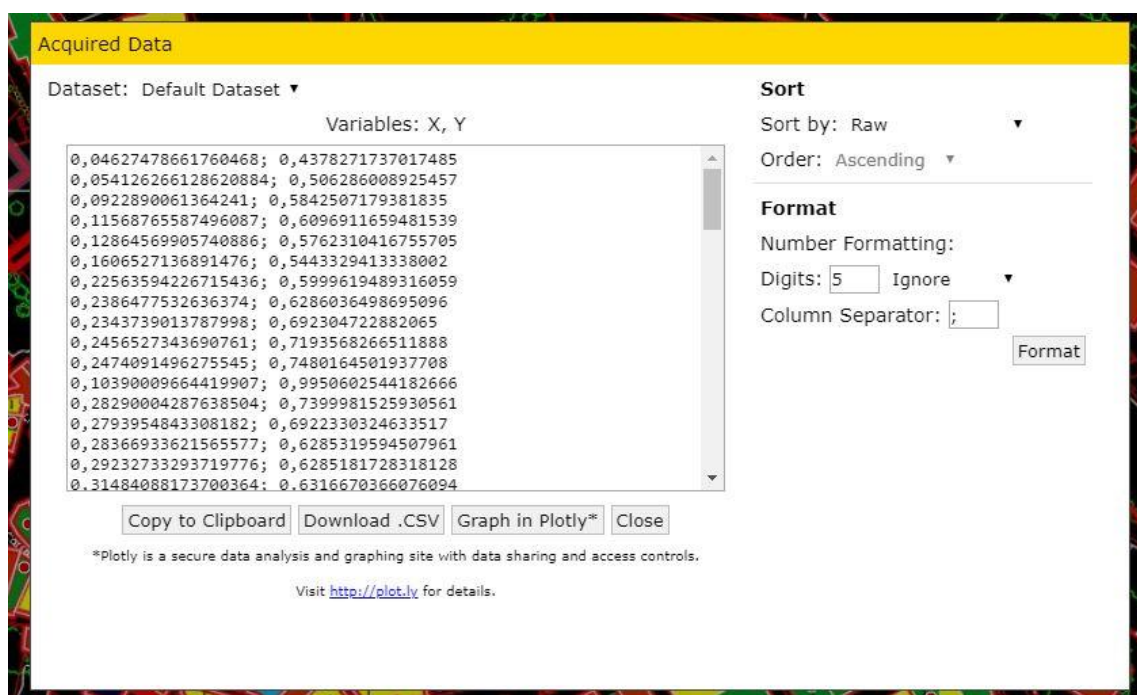 Acquired Data
Dataset: Default Dataset ▼
Variables: X, Y
0,04627478661760468; 0,4378271737017485
0,054126266128620884; 0,506286008925457
0,0922890061364241; 0,5842507179381835
0,11568765587496087; 0,6096911659481539
0,12864569905740886; 0,5762310416755705
0,1606527136891476; 0,5443329413338002
0,22563594226715436; 0,5999619489316059
0,2386477532636374; 0,6286036498695096
0,2343739013787998; 0,692304722882065
0,2456527343690761; 0,7193568266511888
0,2474091496275545; 0,7480164501937708
0,10390009664419907; 0,9950602544182666
0,28290004287638504; 0,73999815259305​61
0,2793954843308182; 0,6922330324633517
0,28366933621565577; 0,6285319594507961
0,29232733293719776; 0,6285181728318128
0,31484088173700364; 0,6316670366076094
Copy to Clipboard Download .CSV Graph in Plotly* Close
*Plotly is a secure data analysis and graphing site with data sharing and access controls.
Visit http://plot.ly for details.
Sort
Sort by: Raw ▼
Order: Ascending ▼
Format
Number Formatting:
Digits: 5 Ignore ▼
Column Separator: ;
Format